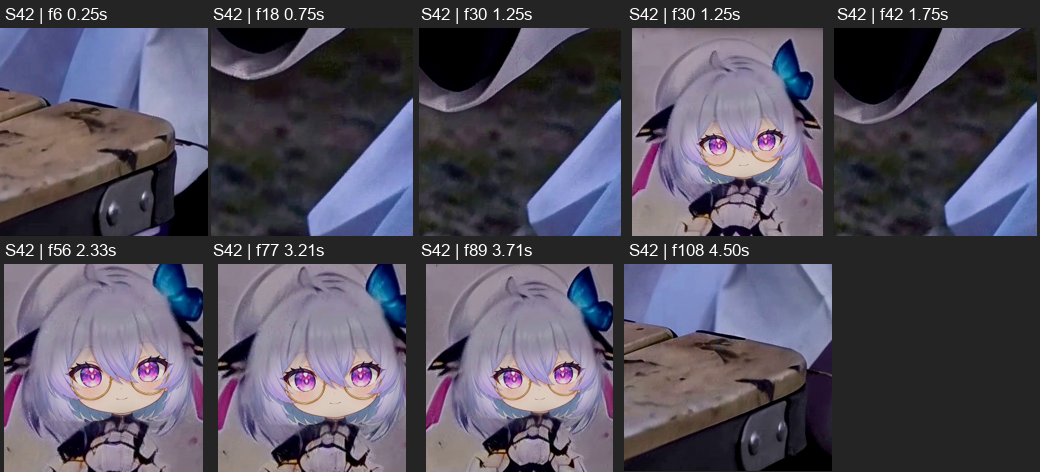 S42 | f6 0.25s
S42 | f18 0.75s
S42 | f30 1.25s
S42 | f30 1.25s
S42 | f42 1.75s
S42 | f56 2.33s
S42 | f77 3.21s
S42 | f89 3.71s
S42 | f108 4.50s